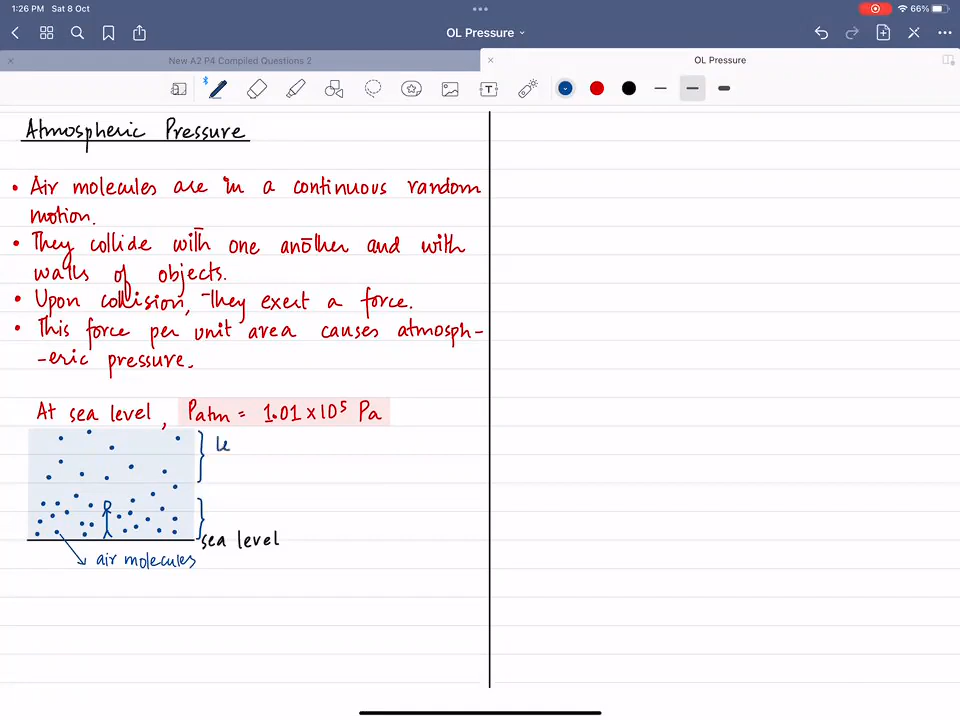 1:26 PM Sat 8 Oct
66%
OL Pressure
New A2 P4 Compiled Questions 2
OL Pressure
Atmospheric Pressure
• Air molecules are in a continuous random
motion.
• They collide with one another and with
walls of objects.
• Upon collision, they exert a force.
• This force per unit area causes atmosph-
-eric pressure.
At sea level, Patm = 1.01 × 10⁵ Pa
le
sea level
air molecules